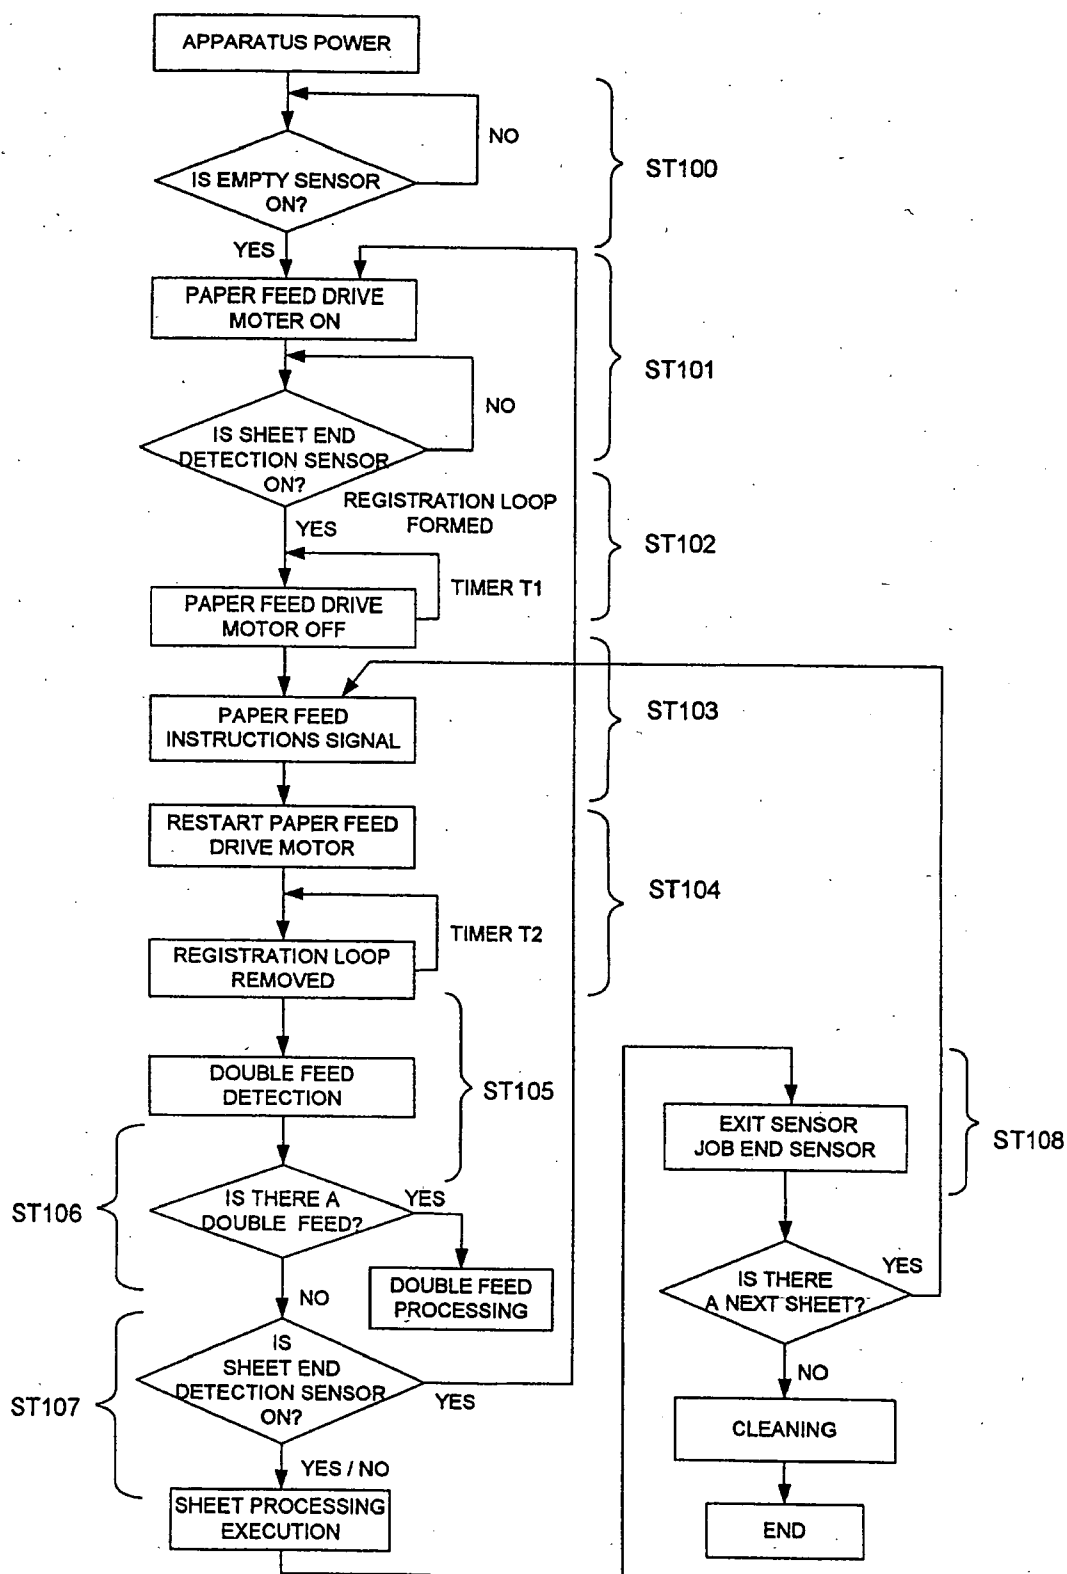 APPARATUS POWER
NO
IS EMPTY SENSOR
ON?
ST100
YES
PAPER FEED DRIVE
MOTER ON
ST101
NO
IS SHEET END
DETECTION SENSOR
ON?
REGISTRATION LOOP
FORMED
YES
ST102
TIMER T1
PAPER FEED DRIVE
MOTOR OFF
PAPER FEED
INSTRUCTIONS SIGNAL
ST103
RESTART PAPER FEED
DRIVE MOTOR
ST104
TIMER T2
REGISTRATION LOOP
REMOVED
DOUBLE FEED
DETECTION
ST105
IS THERE A
DOUBLE FEED?
YES
ST106
DOUBLE FEED
PROCESSING
NO
IS
SHEET END
DETECTION SENSOR
ON?
YES
ST107
YES / NO
SHEET PROCESSING
EXECUTION
EXIT SENSOR
JOB END SENSOR
ST108
YES
IS THERE
A NEXT SHEET?
NO
CLEANING
END